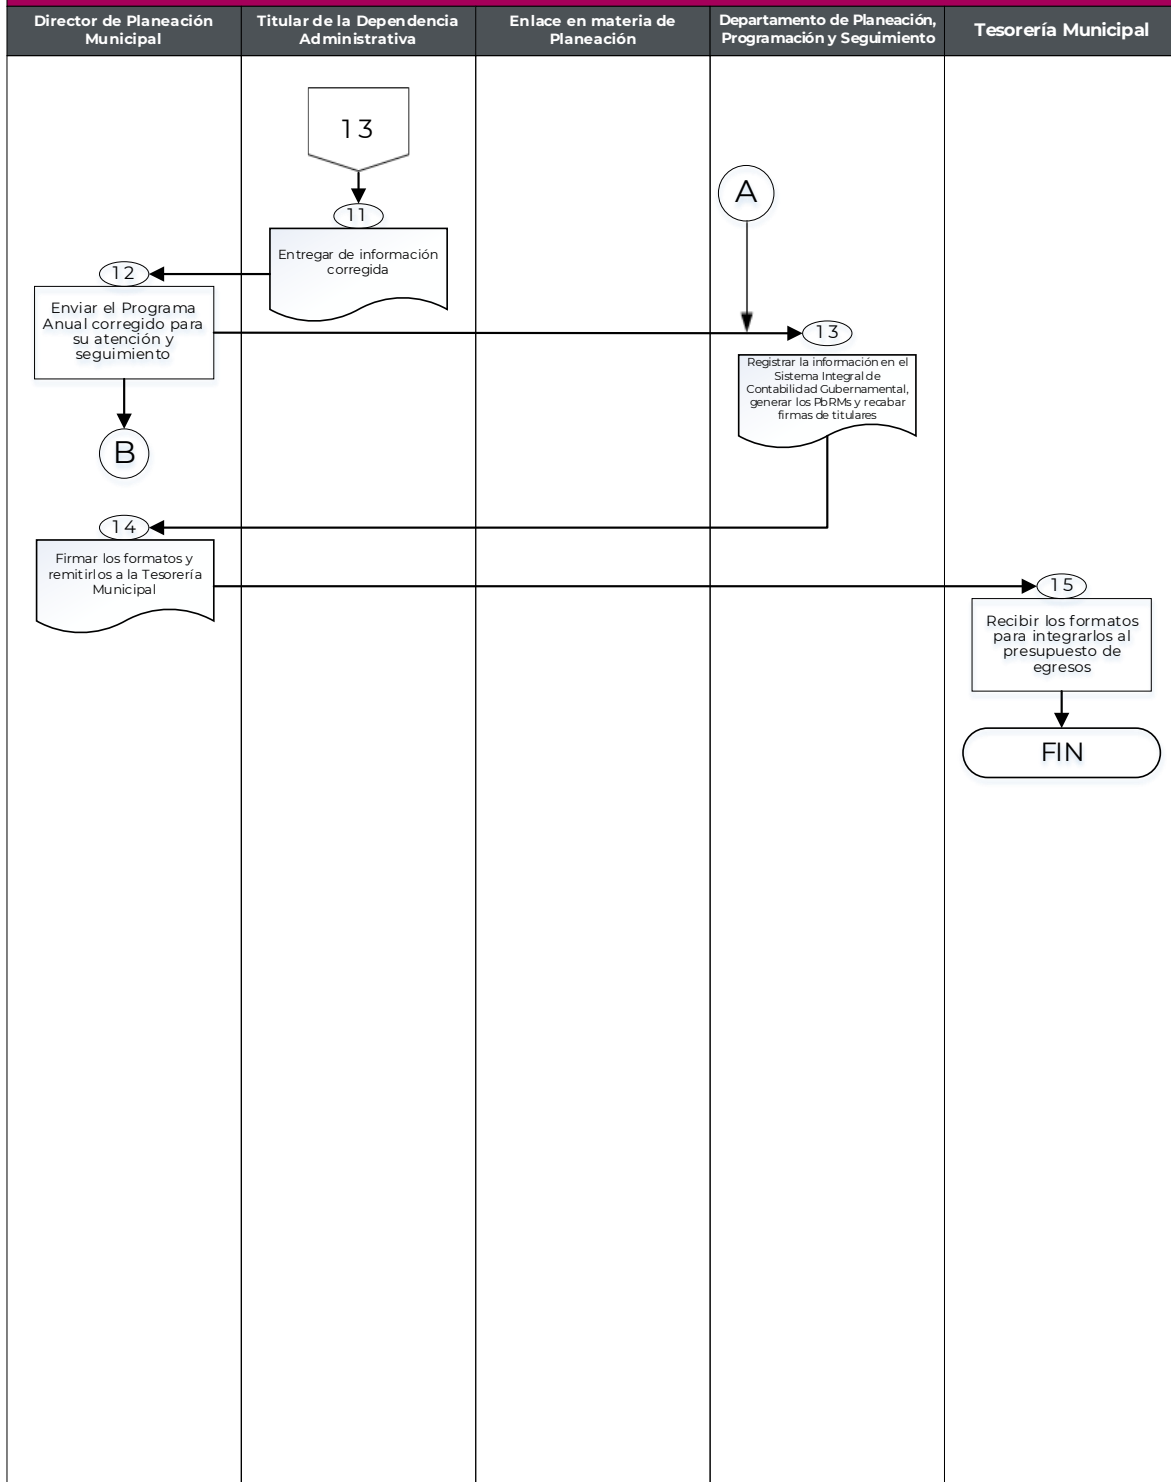 Director de Planeación
Municipal
Titular de la Dependencia
Administrativa
Enlace en materia de
Planeación
Departamento de Planeación,
Programación y Seguimiento
Tesorería Municipal
13
11
Entregar de información
corregida
A
12
Enviar el Programa
Anual corregido para
su atención y
seguimiento
13
Registrar la información en el
Sistema Integral de
Contabilidad Gubernamental,
generar los PbRMs y recabar
firmas de titulares
B
14
Firmar los formatos y
remitirlos a la Tesorería
Municipal
15
Recibir los formatos
para integrarlos al
presupuesto de
egresos
FIN